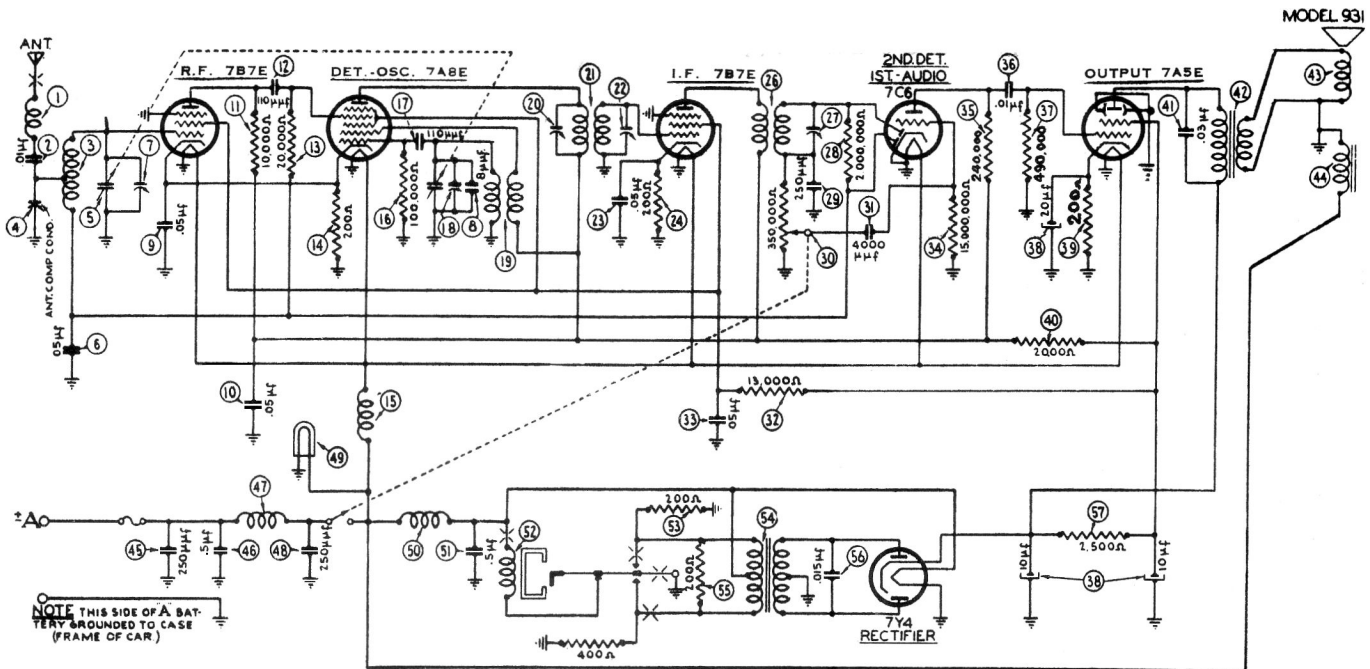 MODEL 931
ANT.
R.F. 7B7E
DET.-OSC. 7A8E
I.F. 7B7E
2ND. DET.
1ST.-AUDIO
7C6
OUTPUT 7A5E
1
2
.01µf
3
4
ANT. COMP COND.
5
6
.05µf
7
9
.05µf
10
.05µf
11
10,000Ω
12
110µµf
13
200,000Ω
14
200Ω
15
16
100,000Ω
17
110µµf
18
8
8µµf
19
20
21
22
23
.05µf
24
200Ω
26
27
28
2,000,000Ω
29
250µµf
350,000Ω
30
31
4000
µµf
34
15,000,000Ω
35
240,000
36
.01µf
37
490,000
38
20µf
39
200Ω
40
2000Ω
41
.03µf
42
43
44
32
13,000Ω
33
.05µf
49
±A
45
250µµf
46
.5µf
47
48
250µµf
50
51
.5µf
52
200Ω
53
54
55
200Ω
400Ω
56
.015µf
7Y4
RECTIFIER
57
2,500Ω
10µf
38
10µf
NOTE THIS SIDE OF A BAT-
TERY GROUNDED TO CASE
(FRAME OF CAR.)